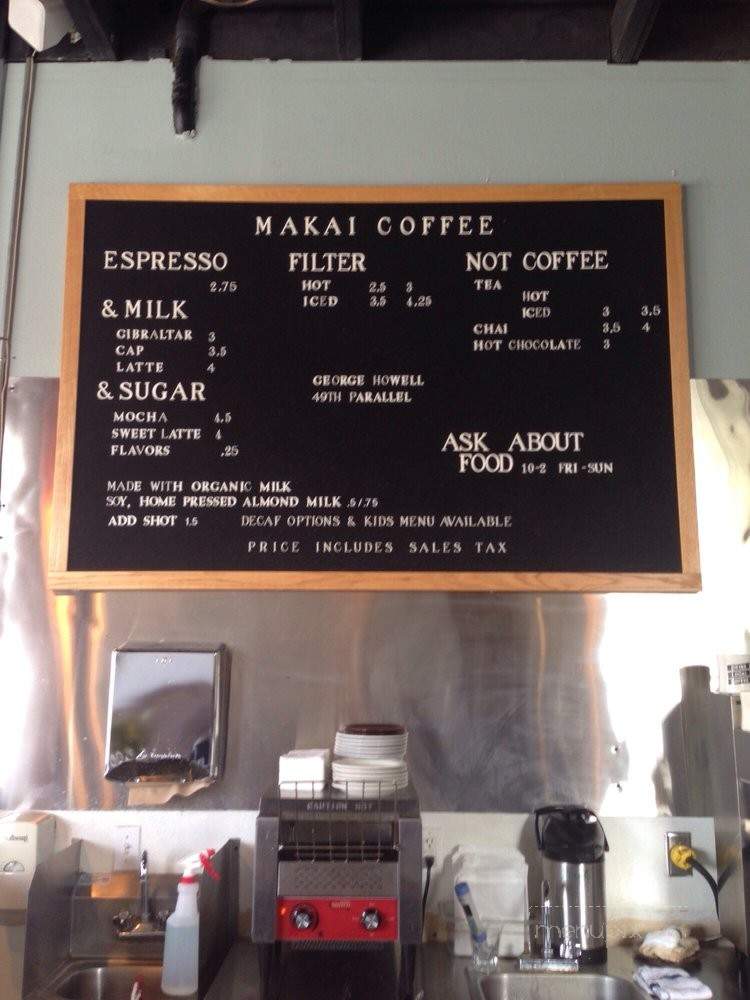 MAKAI COFFEE
ESPRESSO
2.75
& MILK
GIBRALTAR 3
CAP 3.5
LATTE 4
& SUGAR
MOCHA 4.5
SWEET LATTE 4
FLAVORS .25
FILTER
HOT 2.5 3
ICED 3.5 4.25
GEORGE HOWELL
49TH PARALLEL
NOT COFFEE
TEA
HOT
ICED 3 3.5
CHAI 3.5 4
HOT CHOCOLATE 3
ASK ABOUT
FOOD 10-2 FRI-SUN
MADE WITH ORGANIC MILK
SOY, HOME PRESSED ALMOND MILK .5/.75
ADD SHOT 1.5 DECAF OPTIONS & KIDS MENU AVAILABLE
PRICE INCLUDES SALES TAX
CAUTION HOT